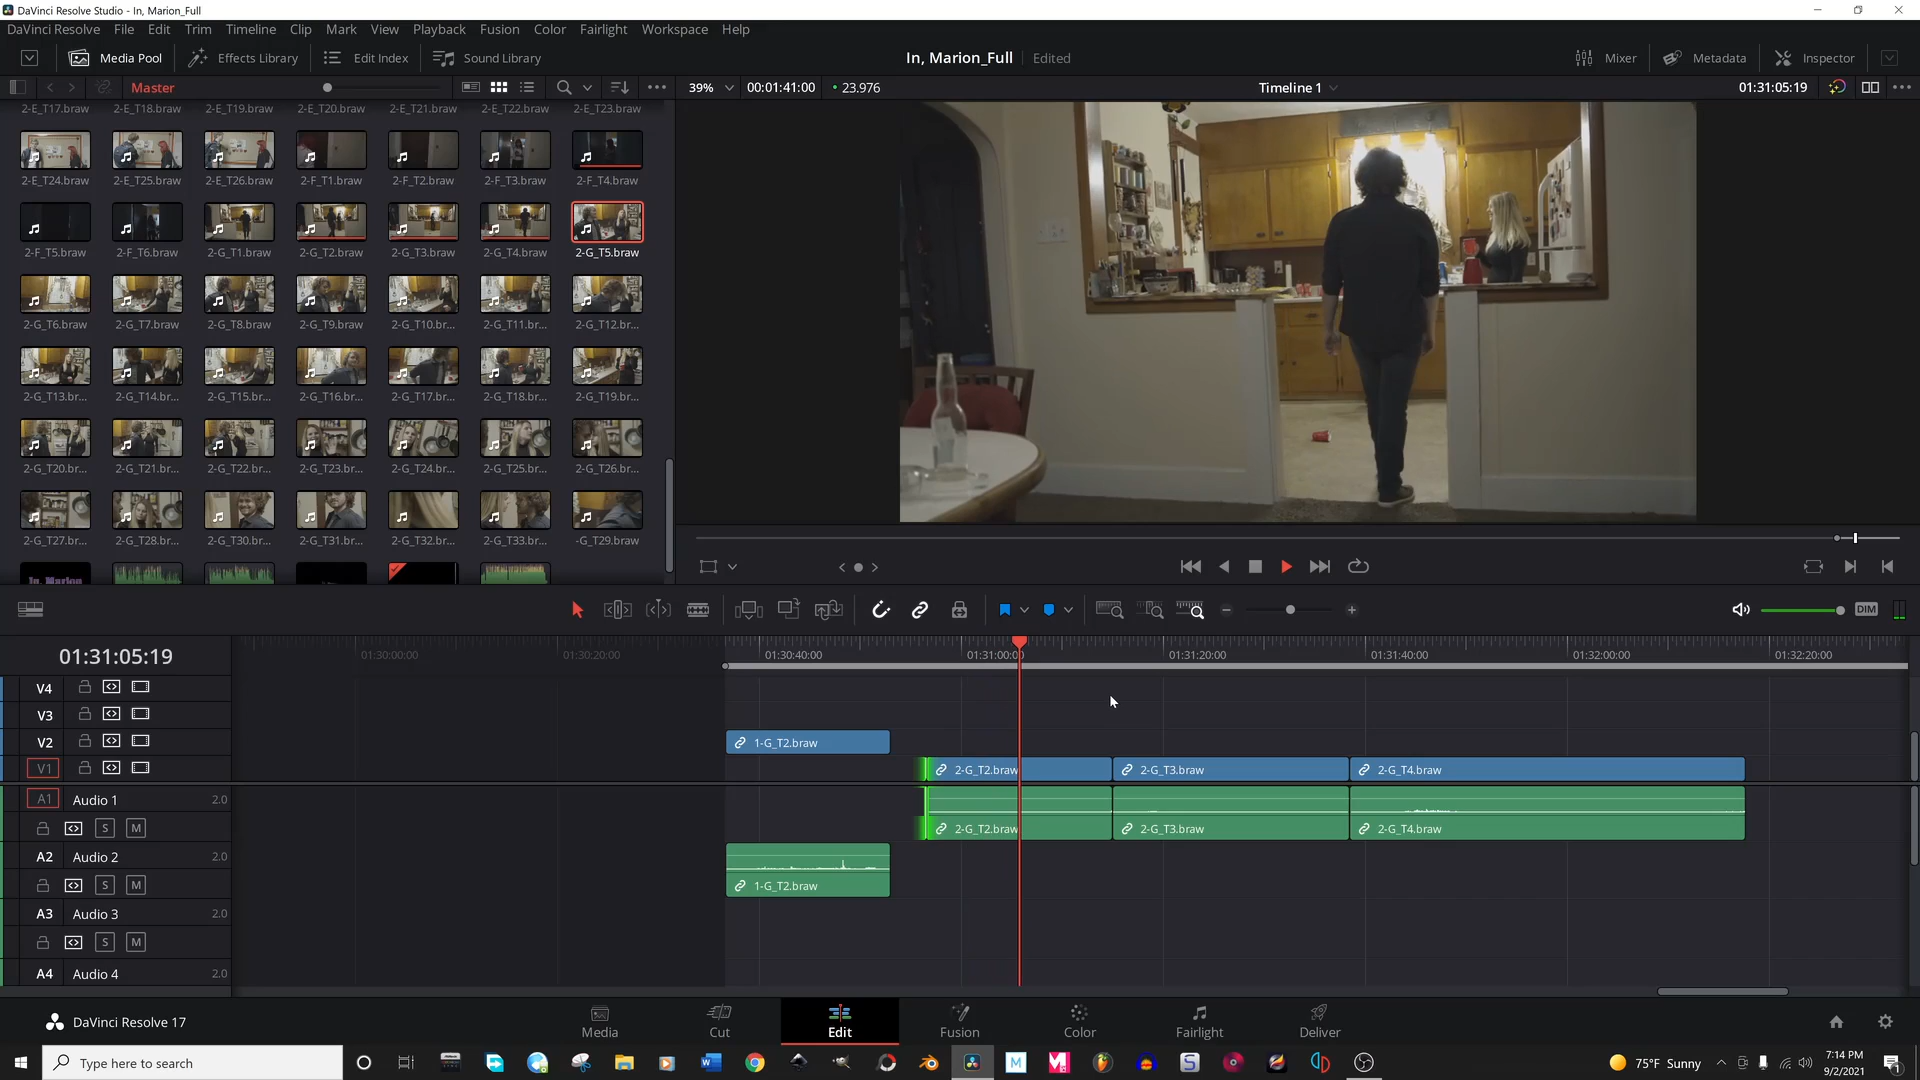 DaVinci Resolve Studio - In, Marion_Full
DaVinci Resolve File Edit Trim Timeline Clip Mark View Playback Fusion Color Fairlight Workspace Help
Media Pool Effects Library Edit Index Sound Library In, Marion_Full Edited Mixer Metadata Inspector
Master 39% 00:01:41:00 23.976 Timeline 1 01:31:05:19
2-E_T17.braw 2-E_T18.braw 2-E_T19.braw 2-E_T20.braw 2-E_T21.braw 2-E_T22.braw 2-E_T23.braw
2-E_T24.braw 2-E_T25.braw 2-E_T26.braw 2-F_T1.braw 2-F_T2.braw 2-F_T3.braw 2-F_T4.braw
2-F_T5.braw 2-F_T6.braw 2-G_T1.braw 2-G_T2.braw 2-G_T3.braw 2-G_T4.braw 2-G_T5.braw
2-G_T6.braw 2-G_T7.braw 2-G_T8.braw 2-G_T9.braw 2-G_T10.br... 2-G_T11.br... 2-G_T12.br...
2-G_T13.br... 2-G_T14.br... 2-G_T15.br... 2-G_T16.br... 2-G_T17.br... 2-G_T18.br... 2-G_T19.br...
2-G_T20.br... 2-G_T21.br... 2-G_T22.br... 2-G_T23.br... 2-G_T24.br... 2-G_T25.br... 2-G_T26.br...
2-G_T27.br... 2-G_T28.br... 2-G_T30.br... 2-G_T31.br... 2-G_T32.br... 2-G_T33.br... -G_T29.braw
In, Marion
DIM
01:31:05:19 01:30:00:00 01:30:20:00 01:30:40:00 01:31:00:00 01:31:20:00 01:31:40:00 01:32:00:00 01:32:20:00
V4
V3
V2 1-G_T2.braw
V1 2-G_T2.braw 2-G_T3.braw 2-G_T4.braw
A1 Audio 1 2.0
S M 2-G_T2.braw 2-G_T3.braw 2-G_T4.braw
A2 Audio 2 2.0
S M 1-G_T2.braw
A3 Audio 3 2.0
S M
A4 Audio 4 2.0
DaVinci Resolve 17 Media Cut Edit Fusion Color Fairlight Deliver
Type here to search 75°F Sunny 7:14 PM
9/2/2021 1